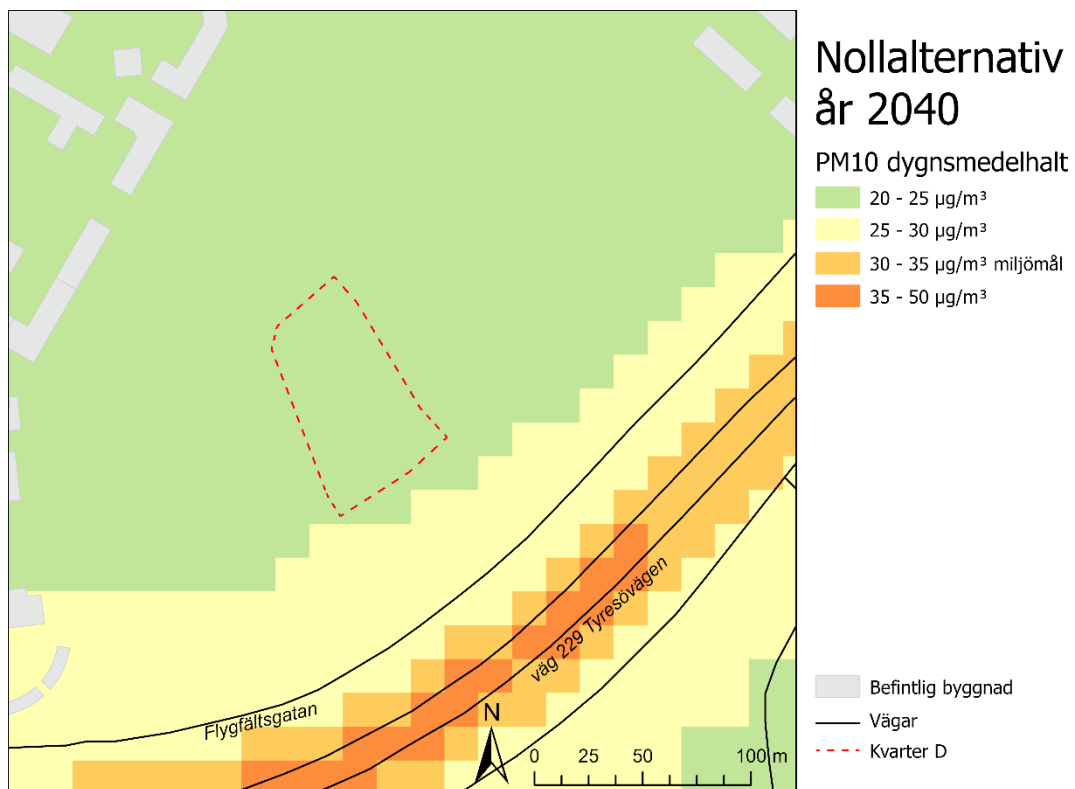 Nollalternativ
år 2040
PM10 dygnsmedelhalt
20 - 25 µg/m³
25 - 30 µg/m³
30 - 35 µg/m³ miljömål
35 - 50 µg/m³
väg 229 Tyresövägen
Flygfältsgatan
N
0 25 50 100 m
Befintlig byggnad
Vägar
Kvarter D